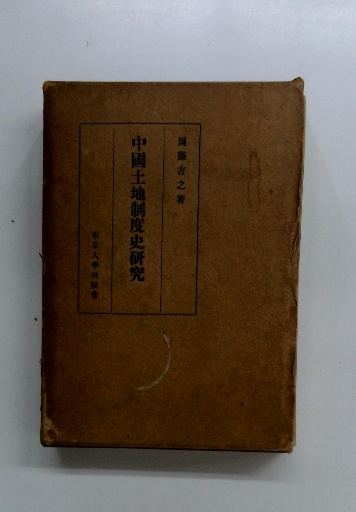 周藤吉之著
中國土地制度史研究
東京大學出版會